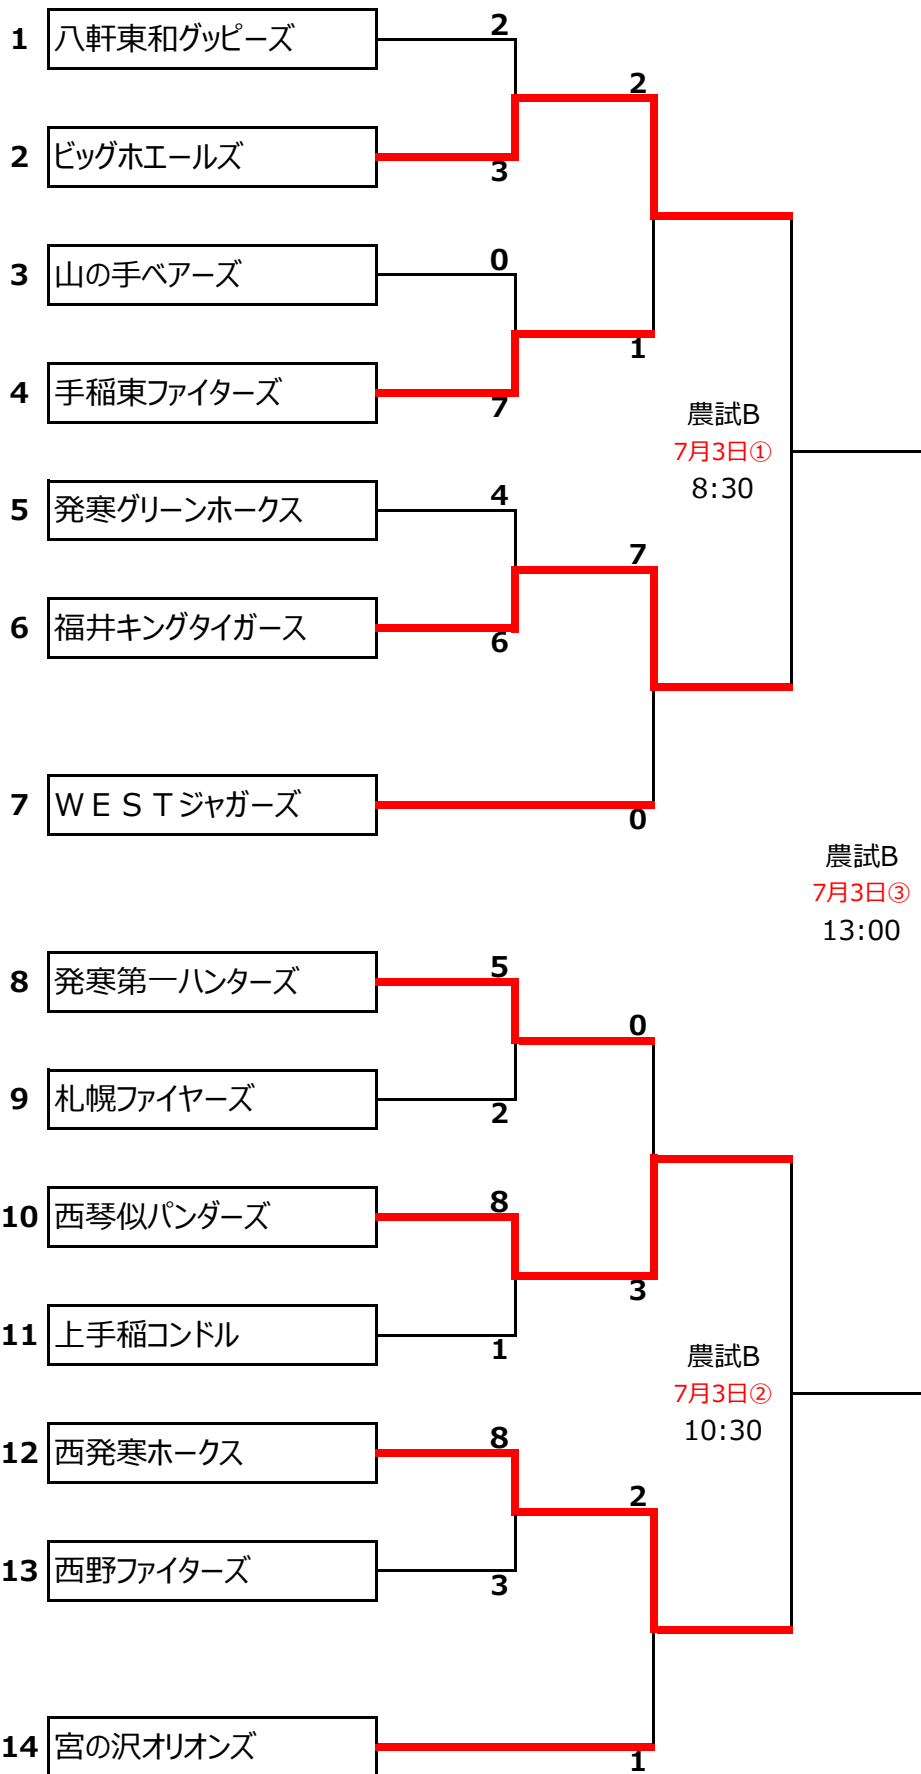 1 八軒東和グッピーズ 2
2
2 ビッグホエールズ 3
3 山の手ベアーズ 0
1
4 手稲東ファイターズ 7
農試B
7月3日①
8:30
5 発寒グリーンホークス 4
7
6 福井キングタイガース 6
7 ＷＥＳＴジャガーズ 0
農試B
7月3日③
13:00
8 発寒第一ハンターズ 5
0
9 札幌ファイヤーズ 2
10 西琴似パンダーズ 8
3
11 上手稲コンドル 1
農試B
7月3日②
10:30
12 西発寒ホークス 8
2
13 西野ファイターズ 3
14 宮の沢オリオンズ 1